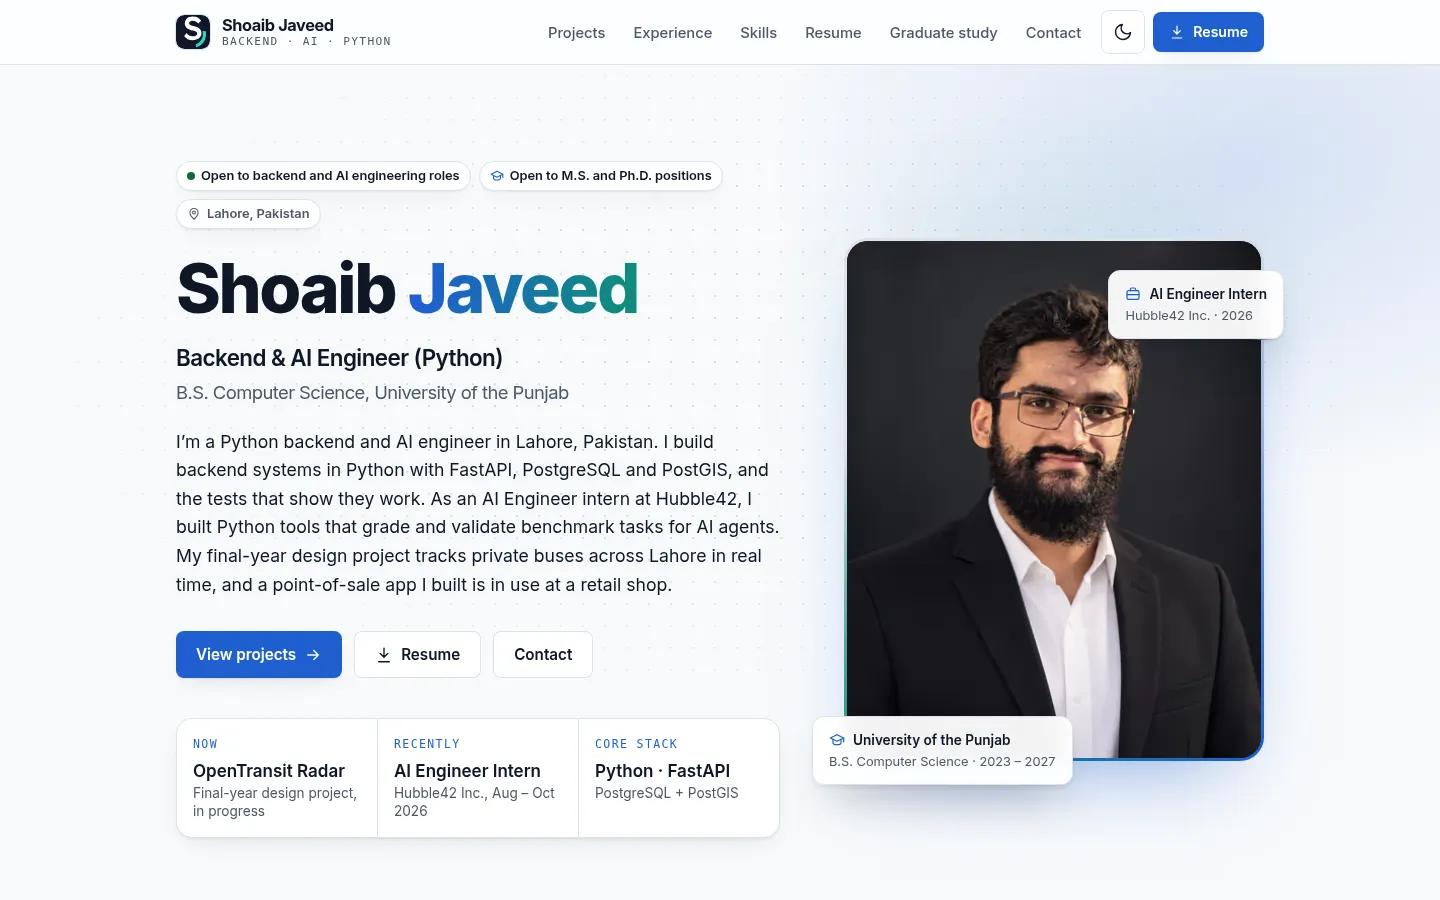 Shoaib Javeed
BACKEND · AI · PYTHON
Projects
Experience
Skills
Resume
Graduate study
Contact
Resume
Open to backend and AI engineering roles
Open to M.S. and Ph.D. positions
Lahore, Pakistan
Shoaib Javeed
Backend & AI Engineer (Python)
B.S. Computer Science, University of the Punjab
I’m a Python backend and AI engineer in Lahore, Pakistan. I build
backend systems in Python with FastAPI, PostgreSQL and PostGIS, and
the tests that show they work. As an AI Engineer intern at Hubble42, I
built Python tools that grade and validate benchmark tasks for AI agents.
My final-year design project tracks private buses across Lahore in real
time, and a point-of-sale app I built is in use at a retail shop.
View projects
Resume
Contact
NOW
OpenTransit Radar
Final-year design project,
in progress
RECENTLY
AI Engineer Intern
Hubble42 Inc., Aug – Oct
2026
CORE STACK
Python · FastAPI
PostgreSQL + PostGIS
AI Engineer Intern
Hubble42 Inc. · 2026
University of the Punjab
B.S. Computer Science · 2023 – 2027